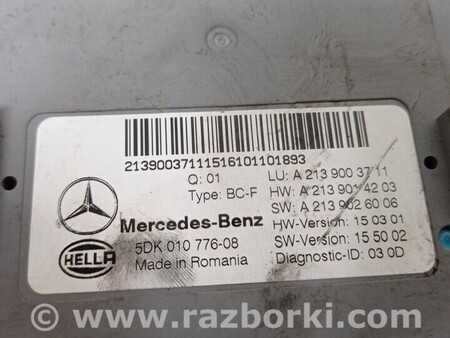 21390037111516101101893
Q: 01
Type: BC-F
LU: A 213 900 37 11
HW: A 213 901 42 03
SW: A 213 902 60 06
Mercedes-Benz
HW-Version: 15 03 01
5DK 010 776-08
SW-Version: 15 50 02
HELLA
Made in Romania
Diagnostic-ID: 03 0D
www.razborki.com